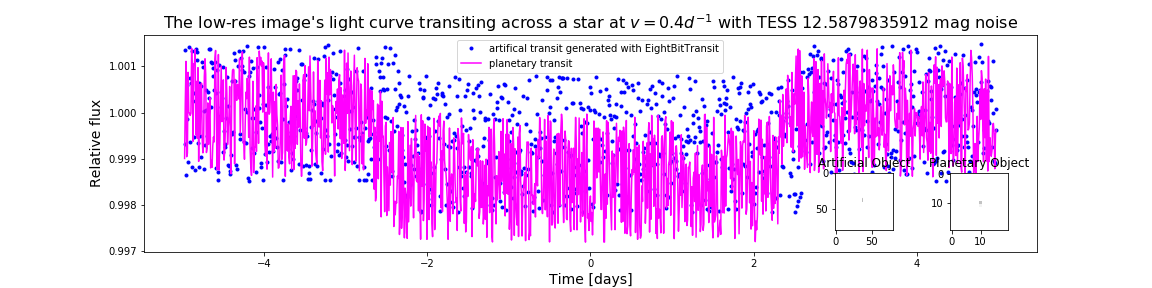 The low-res image's light curve transiting across a star at v = 0.4d⁻¹ with TESS 12.5879835912 mag noise
artifical transit generated with EightBitTransit
planetary transit
Relative flux
1.001
1.000
0.999
0.998
0.997
Artificial Object
Planetary Object
0
50
0
50
0
10
0
10
−4
−2
0
2
4
Time [days]